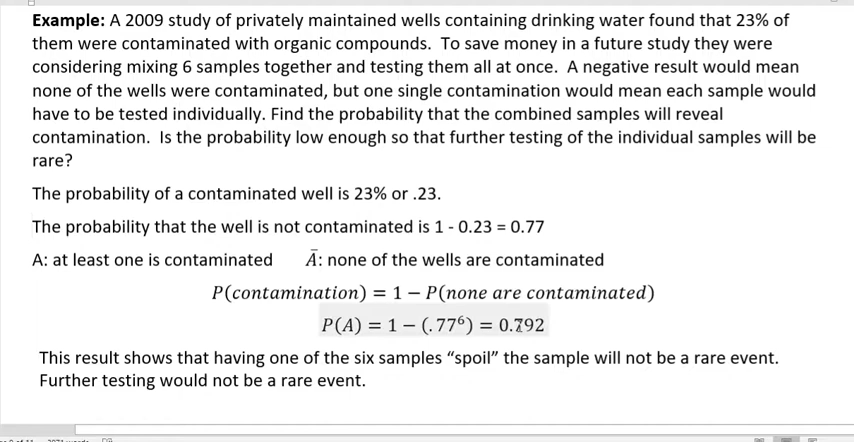 Example: A 2009 study of privately maintained wells containing drinking water found that 23% of
them were contaminated with organic compounds.  To save money in a future study they were
considering mixing 6 samples together and testing them all at once.  A negative result would mean
none of the wells were contaminated, but one single contamination would mean each sample would
have to be tested individually. Find the probability that the combined samples will reveal
contamination.  Is the probability low enough so that further testing of the individual samples will be
rare?
The probability of a contaminated well is 23% or .23.
The probability that the well is not contaminated is 1 - 0.23 = 0.77
A: at least one is contaminated     Ā: none of the wells are contaminated
P(contamination) = 1 − P(none are contaminated)
P(A) = 1 − (.77⁶) = 0.792
This result shows that having one of the six samples “spoil” the sample will not be a rare event.
Further testing would not be a rare event.